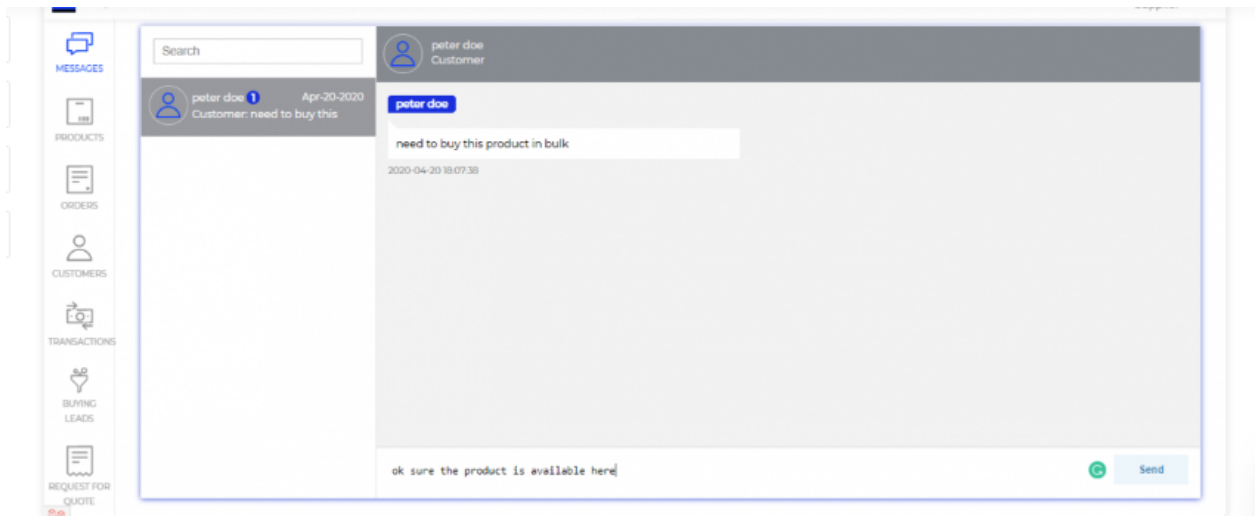 MESSAGES
PRODUCTS
ORDERS
CUSTOMERS
TRANSACTIONS
BUYING
LEADS
REQUEST FOR
QUOTE
Search
peter doe 1 Apr-20-2020
Customer: need to buy this
peter doe
Customer
peter doe
need to buy this product in bulk
2020-04-20 18:07:38
ok sure the product is available here
Send